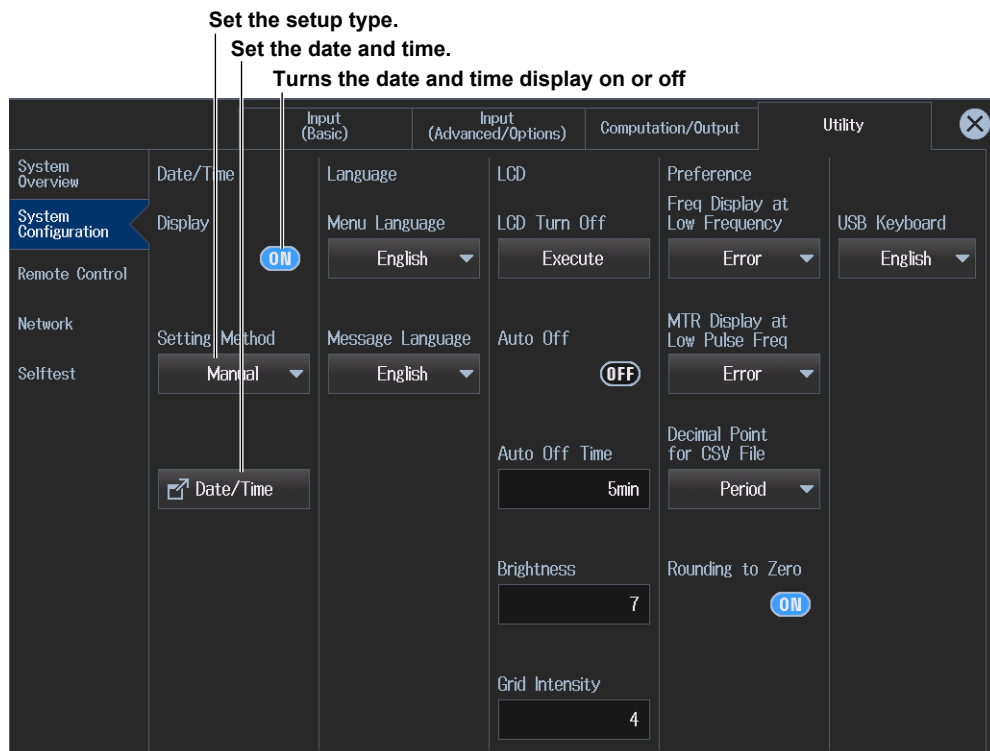 Set the setup type.
Set the date and time.
Turns the date and time display on or off
Input
(Basic)
Input
(Advanced/Options)
Computation/Output
Utility
System
Overview
System
Configuration
Remote Control
Network
Selftest
Date/Time
Display
ON
Setting Method
Manual
Date/Time
Language
Menu Language
English
Message Language
English
LCD
LCD Turn Off
Execute
Auto Off
OFF
Auto Off Time
5min
Brightness
7
Grid Intensity
4
Preference
Freq Display at
Low Frequency
Error
MTR Display at
Low Pulse Freq
Error
Decimal Point
for CSV File
Period
Rounding to Zero
ON
USB Keyboard
English